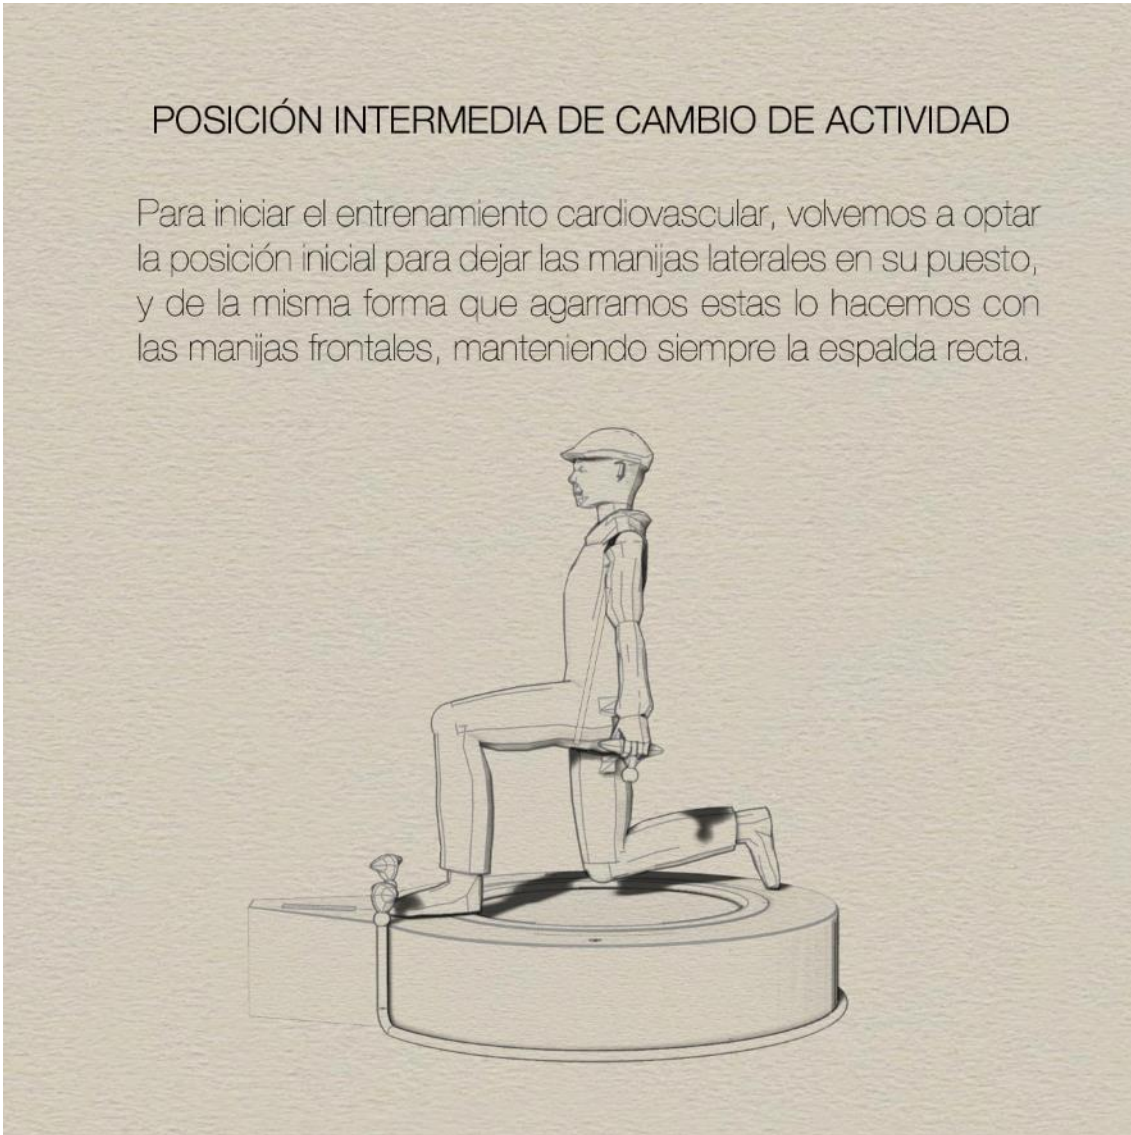 POSICIÓN INTERMEDIA DE CAMBIO DE ACTIVIDAD
Para iniciar el entrenamiento cardiovascular, volvemos a optar
la posición inicial para dejar las manijas laterales en su puesto,
y de la misma forma que agarramos estas lo hacemos con
las manijas frontales, manteniendo siempre la espalda recta.